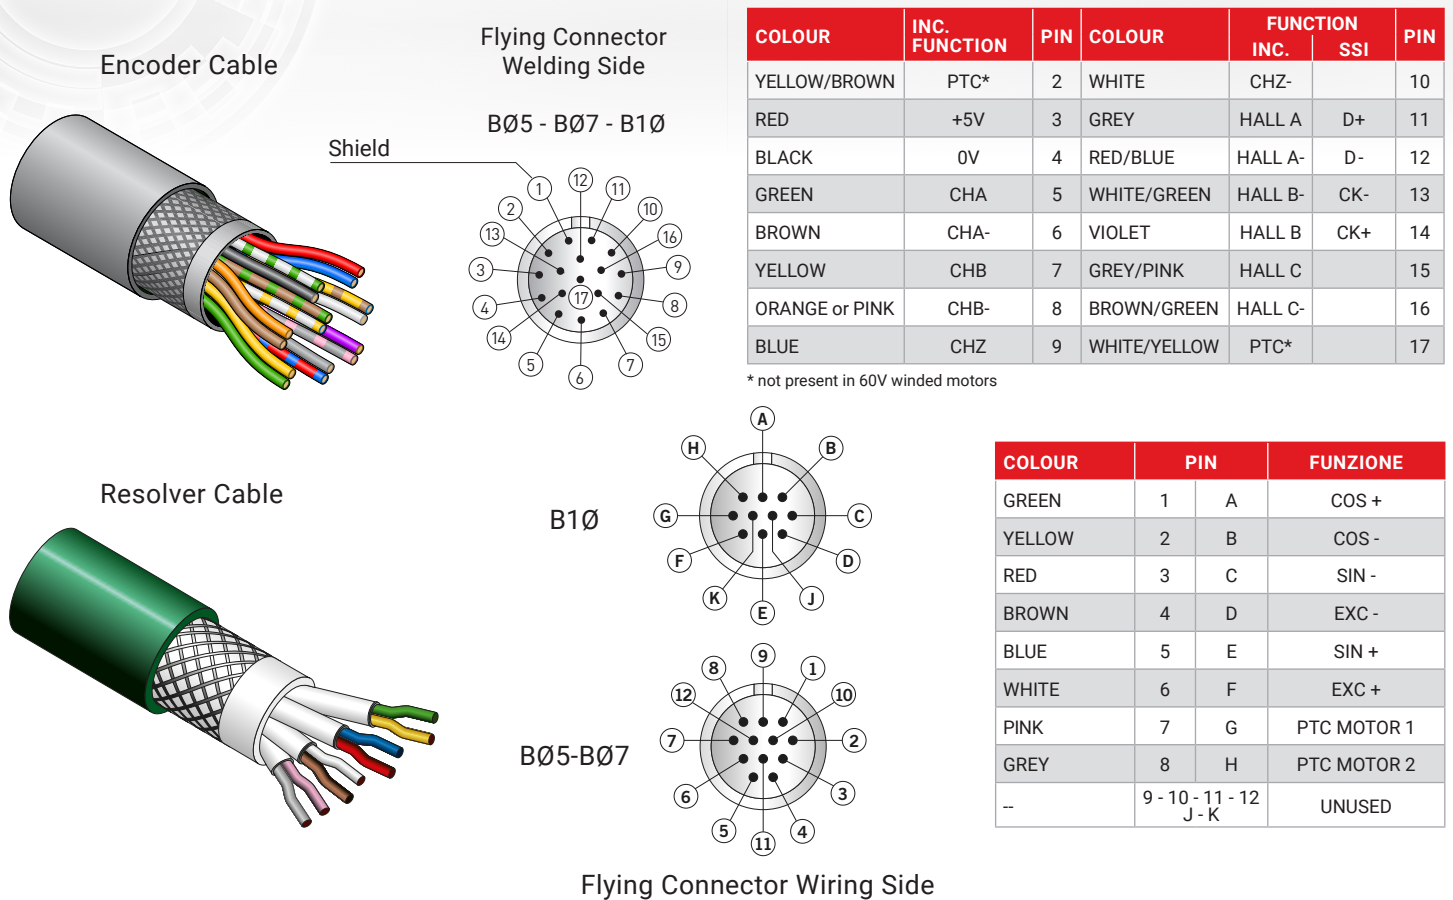 Encoder Cable
Flying Connector
Welding Side
BØ5 - BØ7 - B1Ø
Shield
1
12
11
2
10
13
16
3
9
4
17
8
14
15
5
6
7
COLOUR INC. FUNCTION PIN COLOUR FUNCTION INC. SSI PIN
YELLOW/BROWN PTC* 2 WHITE CHZ- 10
RED +5V 3 GREY HALL A D+ 11
BLACK 0V 4 RED/BLUE HALL A- D- 12
GREEN CHA 5 WHITE/GREEN HALL B- CK- 13
BROWN CHA- 6 VIOLET HALL B CK+ 14
YELLOW CHB 7 GREY/PINK HALL C 15
ORANGE or PINK CHB- 8 BROWN/GREEN HALL C- 16
BLUE CHZ 9 WHITE/YELLOW PTC* 17
* not present in 60V winded motors
Resolver Cable
B1Ø
A
H
B
G
C
F
D
K
J
E
BØ5-BØ7
9
8
1
12
10
7
2
6
3
5
4
11
Flying Connector Wiring Side
COLOUR PIN FUNZIONE
GREEN 1 A COS +
YELLOW 2 B COS -
RED 3 C SIN -
BROWN 4 D EXC -
BLUE 5 E SIN +
WHITE 6 F EXC +
PINK 7 G PTC MOTOR 1
GREY 8 H PTC MOTOR 2
-- 9 - 10 - 11 - 12 J - K UNUSED